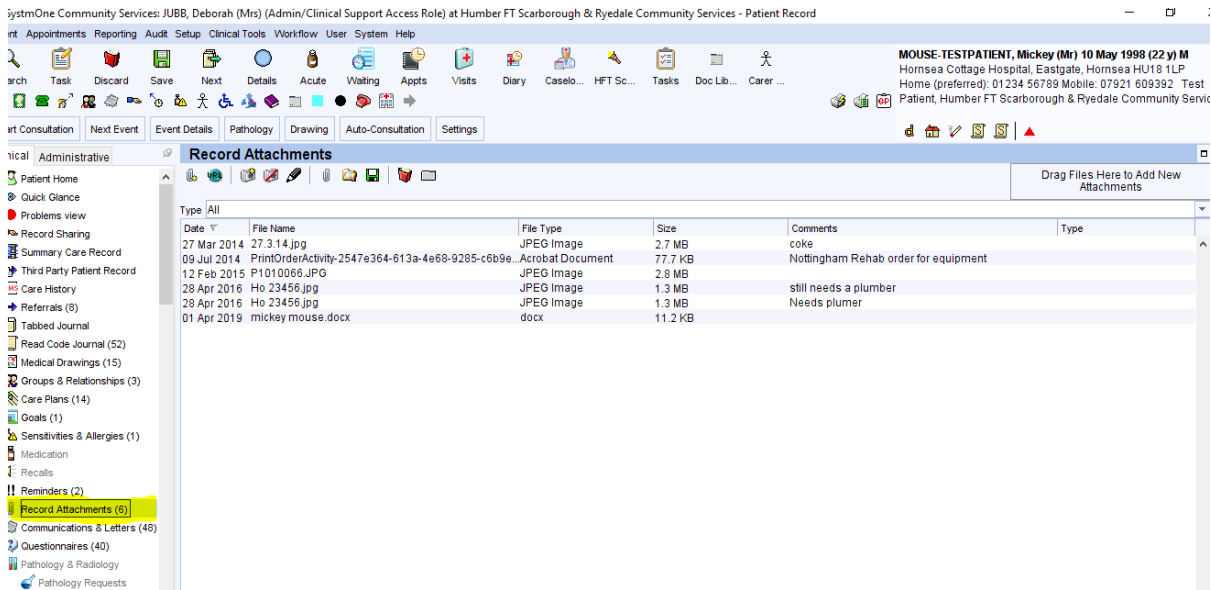 SystmOne Community Services: JUBB, Deborah (Mrs) (Admin/Clinical Support Access Role) at Humber FT Scarborough & Ryedale Community Services - Patient Record
ent Appointments Reporting Audit Setup Clinical Tools Workflow User System Help
arch Task Discard Save Next Details Acute Waiting Appts Visits Diary Caselo... HFT Sc... Tasks Doc Lib... Carer ...
MOUSE-TESTPATIENT, Mickey (Mr) 10 May 1998 (22 y) M
Hornsea Cottage Hospital, Eastgate, Hornsea HU18 1LP
Home (preferred): 01234 56789 Mobile: 07921 609392 Test
Patient, Humber FT Scarborough & Ryedale Community Servic
art Consultation Next Event Event Details Pathology Drawing Auto-Consultation Settings
nical Administrative
Record Attachments
URL
Drag Files Here to Add New
Attachments
Type All
Date File Name File Type Size Comments Type
27 Mar 2014 27.3.14.jpg JPEG Image 2.7 MB coke
09 Jul 2014 PrintOrderActivity-2547e364-613a-4e68-9285-c6b9e... Acrobat Document 77.7 KB Nottingham Rehab order for equipment
12 Feb 2015 P1010066.JPG JPEG Image 2.8 MB
28 Apr 2016 Ho 23456.jpg JPEG Image 1.3 MB still needs a plumber
28 Apr 2016 Ho 23456.jpg JPEG Image 1.3 MB Needs plumer
01 Apr 2019 mickey mouse.docx docx 11.2 KB
Patient Home
Quick Glance
Problems view
Record Sharing
Summary Care Record
Third Party Patient Record
Care History
Referrals (8)
Tabbed Journal
Read Code Journal (52)
Medical Drawings (15)
Groups & Relationships (3)
Care Plans (14)
Goals (1)
Sensitivities & Allergies (1)
Medication
Recalls
Reminders (2)
Record Attachments (6)
Communications & Letters (48)
Questionnaires (40)
Pathology & Radiology
Pathology Requests